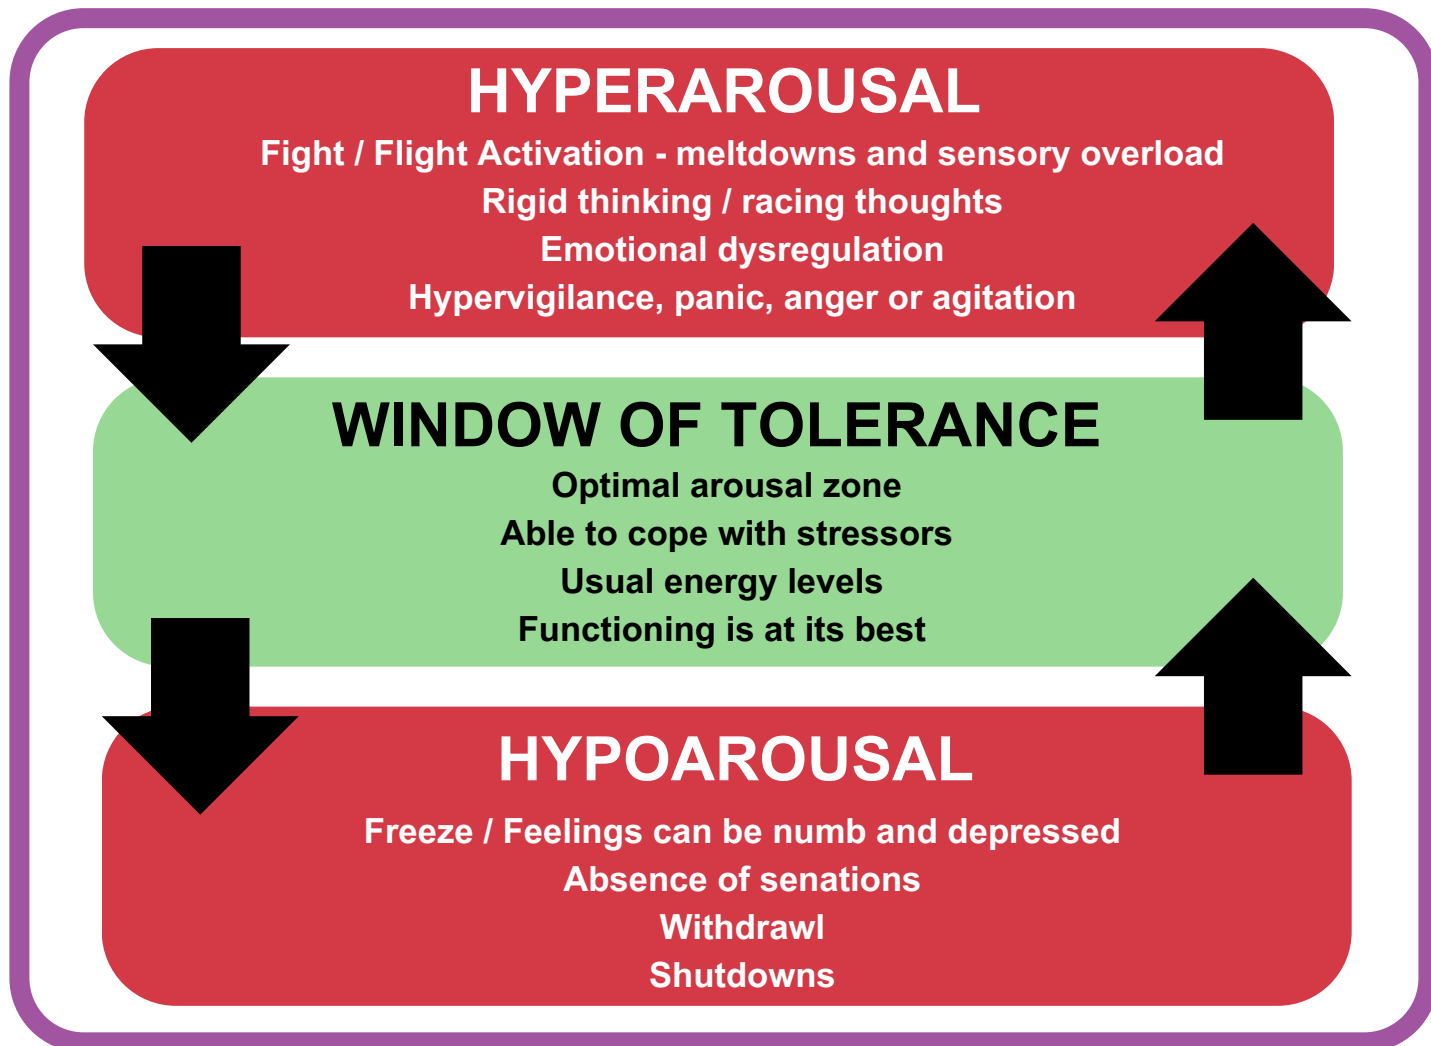 HYPERAROUSAL
Fight / Flight Activation - meltdowns and sensory overload
Rigid thinking / racing thoughts
Emotional dysregulation
Hypervigilance, panic, anger or agitation
WINDOW OF TOLERANCE
Optimal arousal zone
Able to cope with stressors
Usual energy levels
Functioning is at its best
HYPOAROUSAL
Freeze / Feelings can be numb and depressed
Absence of senations
Withdrawl
Shutdowns